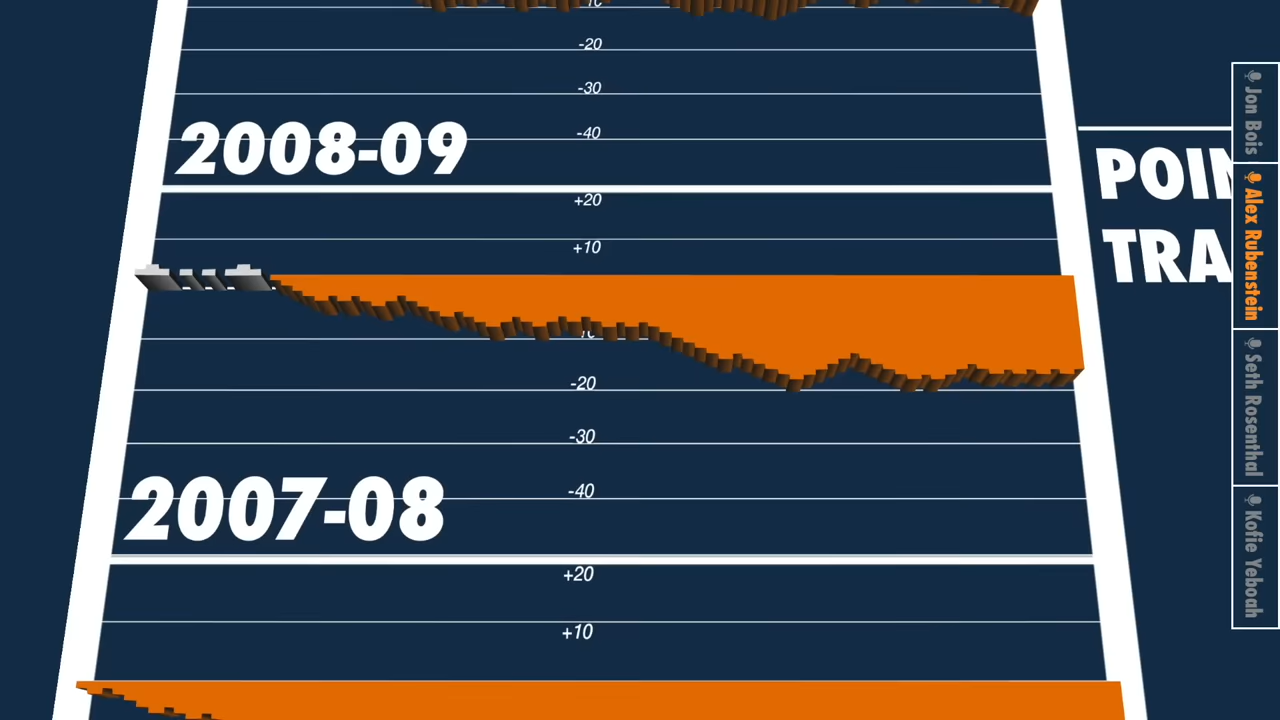 -20
-30
-40
2008-09
+20
+10
-20
-30
-40
2007-08
+20
+10
POIN
TRA
Jon Bois
Alex Rubenstein
Seth Rosenthal
Kofie Yeboah